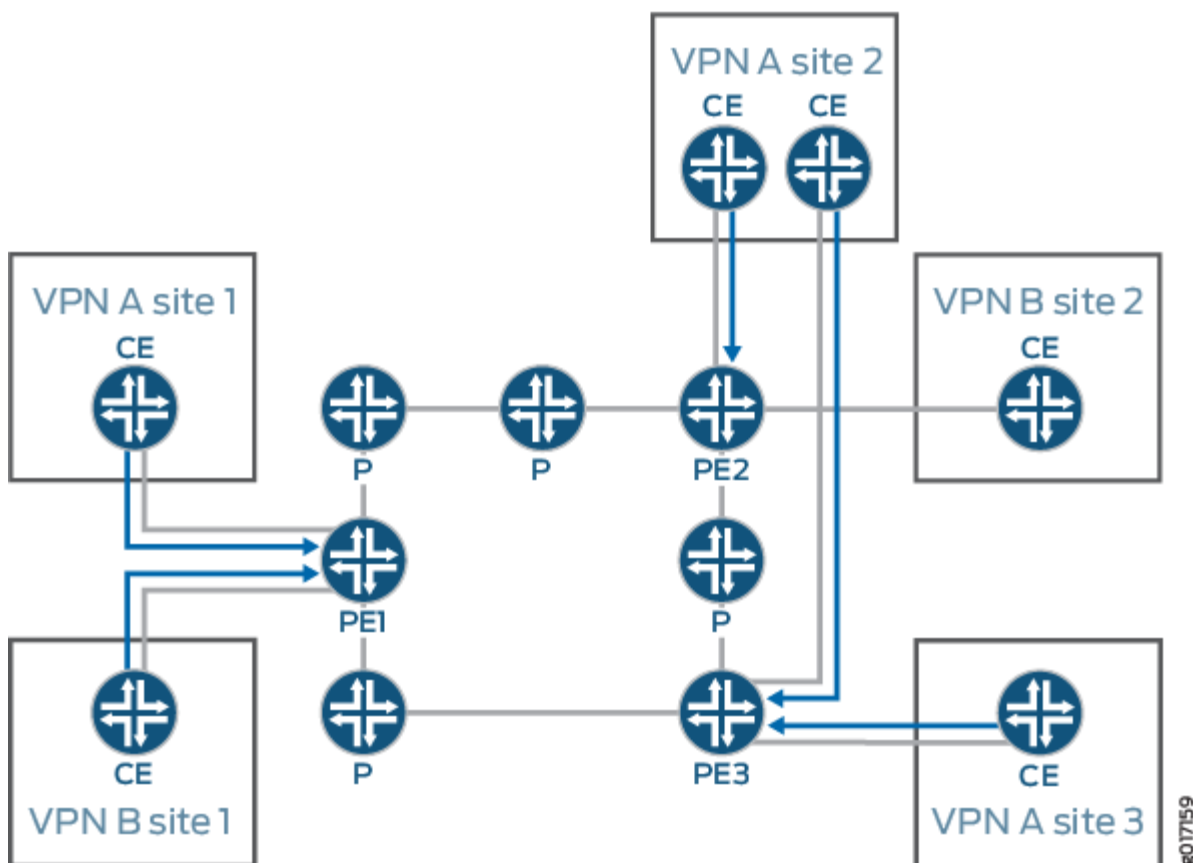 VPN A site 2
CE CE
VPN A site 1
CE
VPN B site 2
CE
P
P
PE2
PE1
P
CE
VPN B site 1
P
PE3
CE
VPN A site 3
g017159